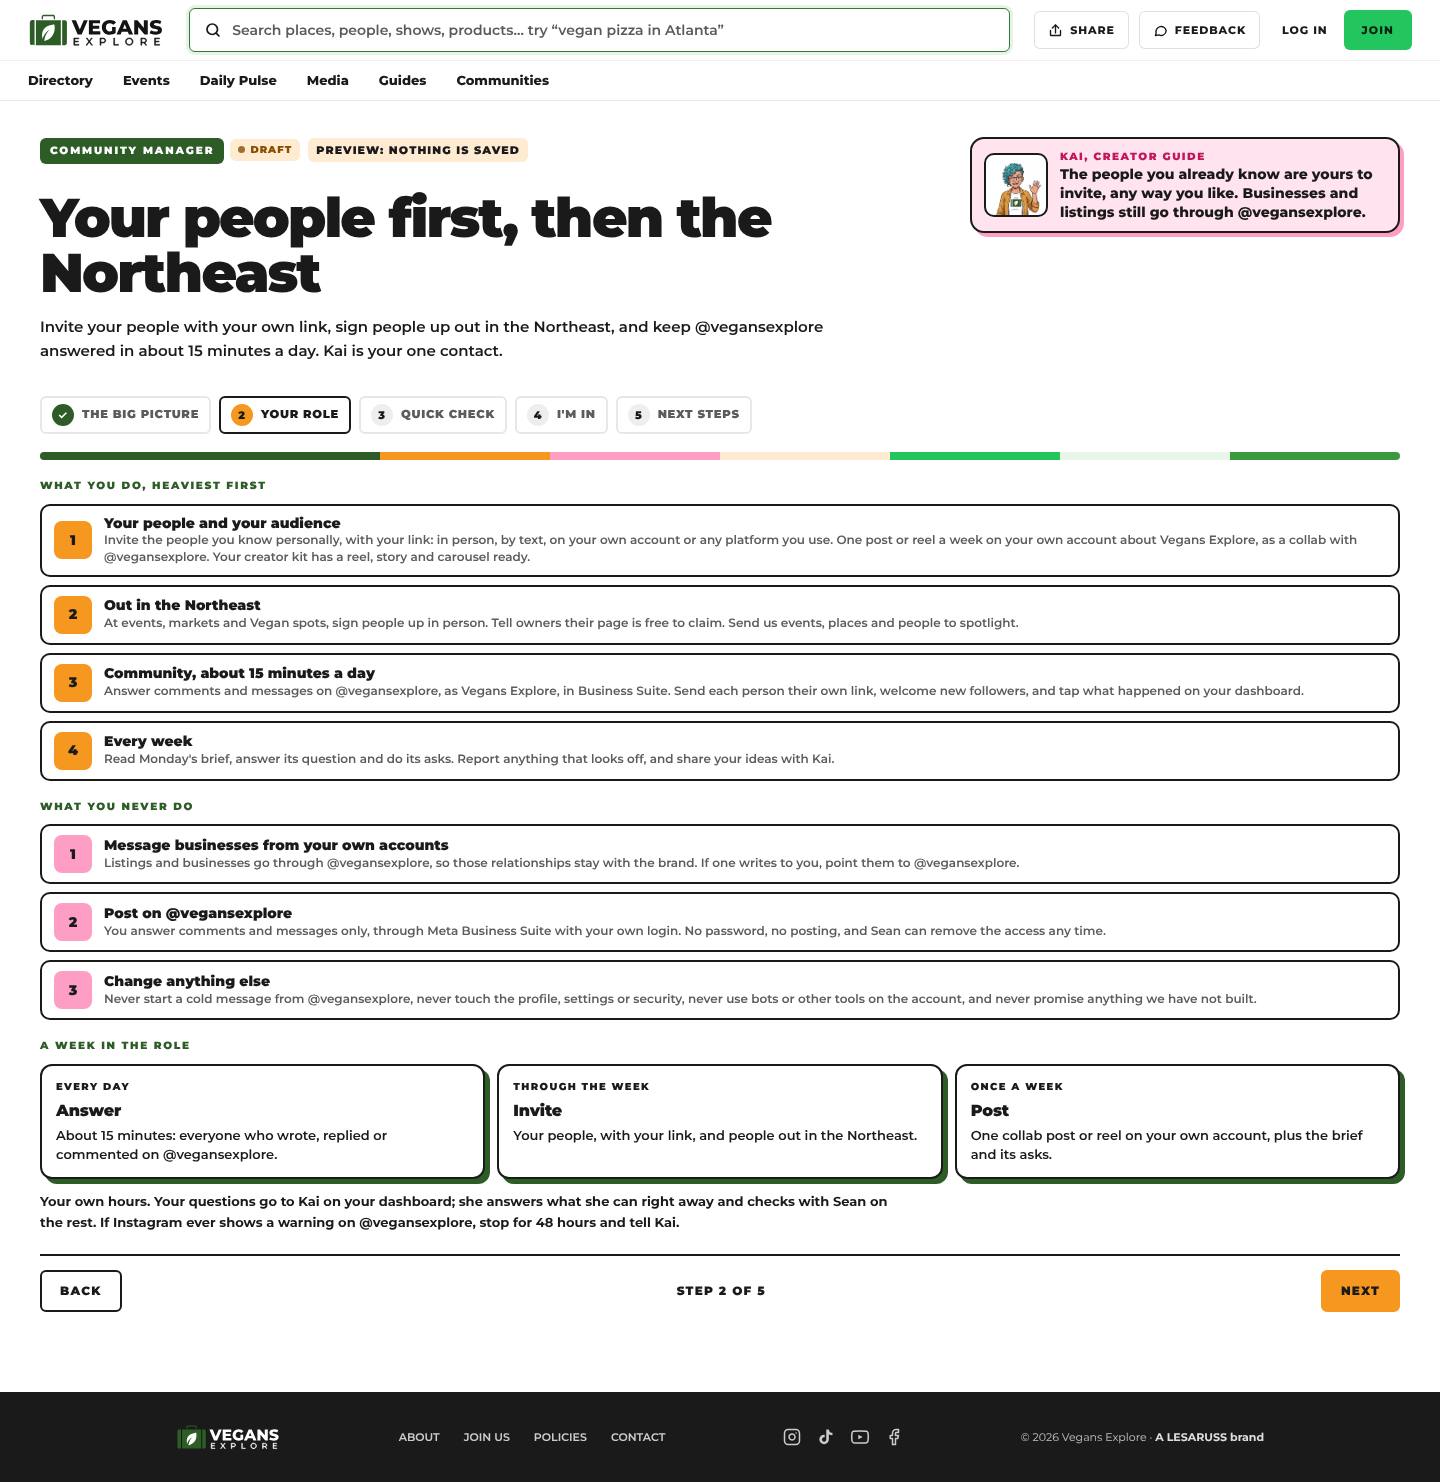 VEGANS
EXPLORE
Search places, people, shows, products... try “vegan pizza in Atlanta”
SHARE
FEEDBACK
LOG IN
JOIN
Directory
Events
Daily Pulse
Media
Guides
Communities
COMMUNITY MANAGER
DRAFT
PREVIEW: NOTHING IS SAVED
Your people first, then the
Northeast
Invite your people with your own link, sign people up out in the Northeast, and keep @vegansexplore
answered in about 15 minutes a day. Kai is your one contact.
KAI, CREATOR GUIDE
The people you already know are yours to
invite, any way you like. Businesses and
listings still go through @vegansexplore.
THE BIG PICTURE
2 YOUR ROLE
3 QUICK CHECK
4 I'M IN
5 NEXT STEPS
WHAT YOU DO, HEAVIEST FIRST
1
Your people and your audience
Invite the people you know personally, with your link: in person, by text, on your own account or any platform you use. One post or reel a week on your own account about Vegans Explore, as a collab with
@vegansexplore. Your creator kit has a reel, story and carousel ready.
2
Out in the Northeast
At events, markets and Vegan spots, sign people up in person. Tell owners their page is free to claim. Send us events, places and people to spotlight.
3
Community, about 15 minutes a day
Answer comments and messages on @vegansexplore, as Vegans Explore, in Business Suite. Send each person their own link, welcome new followers, and tap what happened on your dashboard.
4
Every week
Read Monday's brief, answer its question and do its asks. Report anything that looks off, and share your ideas with Kai.
WHAT YOU NEVER DO
1
Message businesses from your own accounts
Listings and businesses go through @vegansexplore, so those relationships stay with the brand. If one writes to you, point them to @vegansexplore.
2
Post on @vegansexplore
You answer comments and messages only, through Meta Business Suite with your own login. No password, no posting, and Sean can remove the access any time.
3
Change anything else
Never start a cold message from @vegansexplore, never touch the profile, settings or security, never use bots or other tools on the account, and never promise anything we have not built.
A WEEK IN THE ROLE
EVERY DAY
Answer
About 15 minutes: everyone who wrote, replied or
commented on @vegansexplore.
THROUGH THE WEEK
Invite
Your people, with your link, and people out in the Northeast.
ONCE A WEEK
Post
One collab post or reel on your own account, plus the brief
and its asks.
Your own hours. Your questions go to Kai on your dashboard; she answers what she can right away and checks with Sean on
the rest. If Instagram ever shows a warning on @vegansexplore, stop for 48 hours and tell Kai.
BACK
STEP 2 OF 5
NEXT
VEGANS
EXPLORE
ABOUT
JOIN US
POLICIES
CONTACT
© 2026 Vegans Explore · A LESARUSS brand